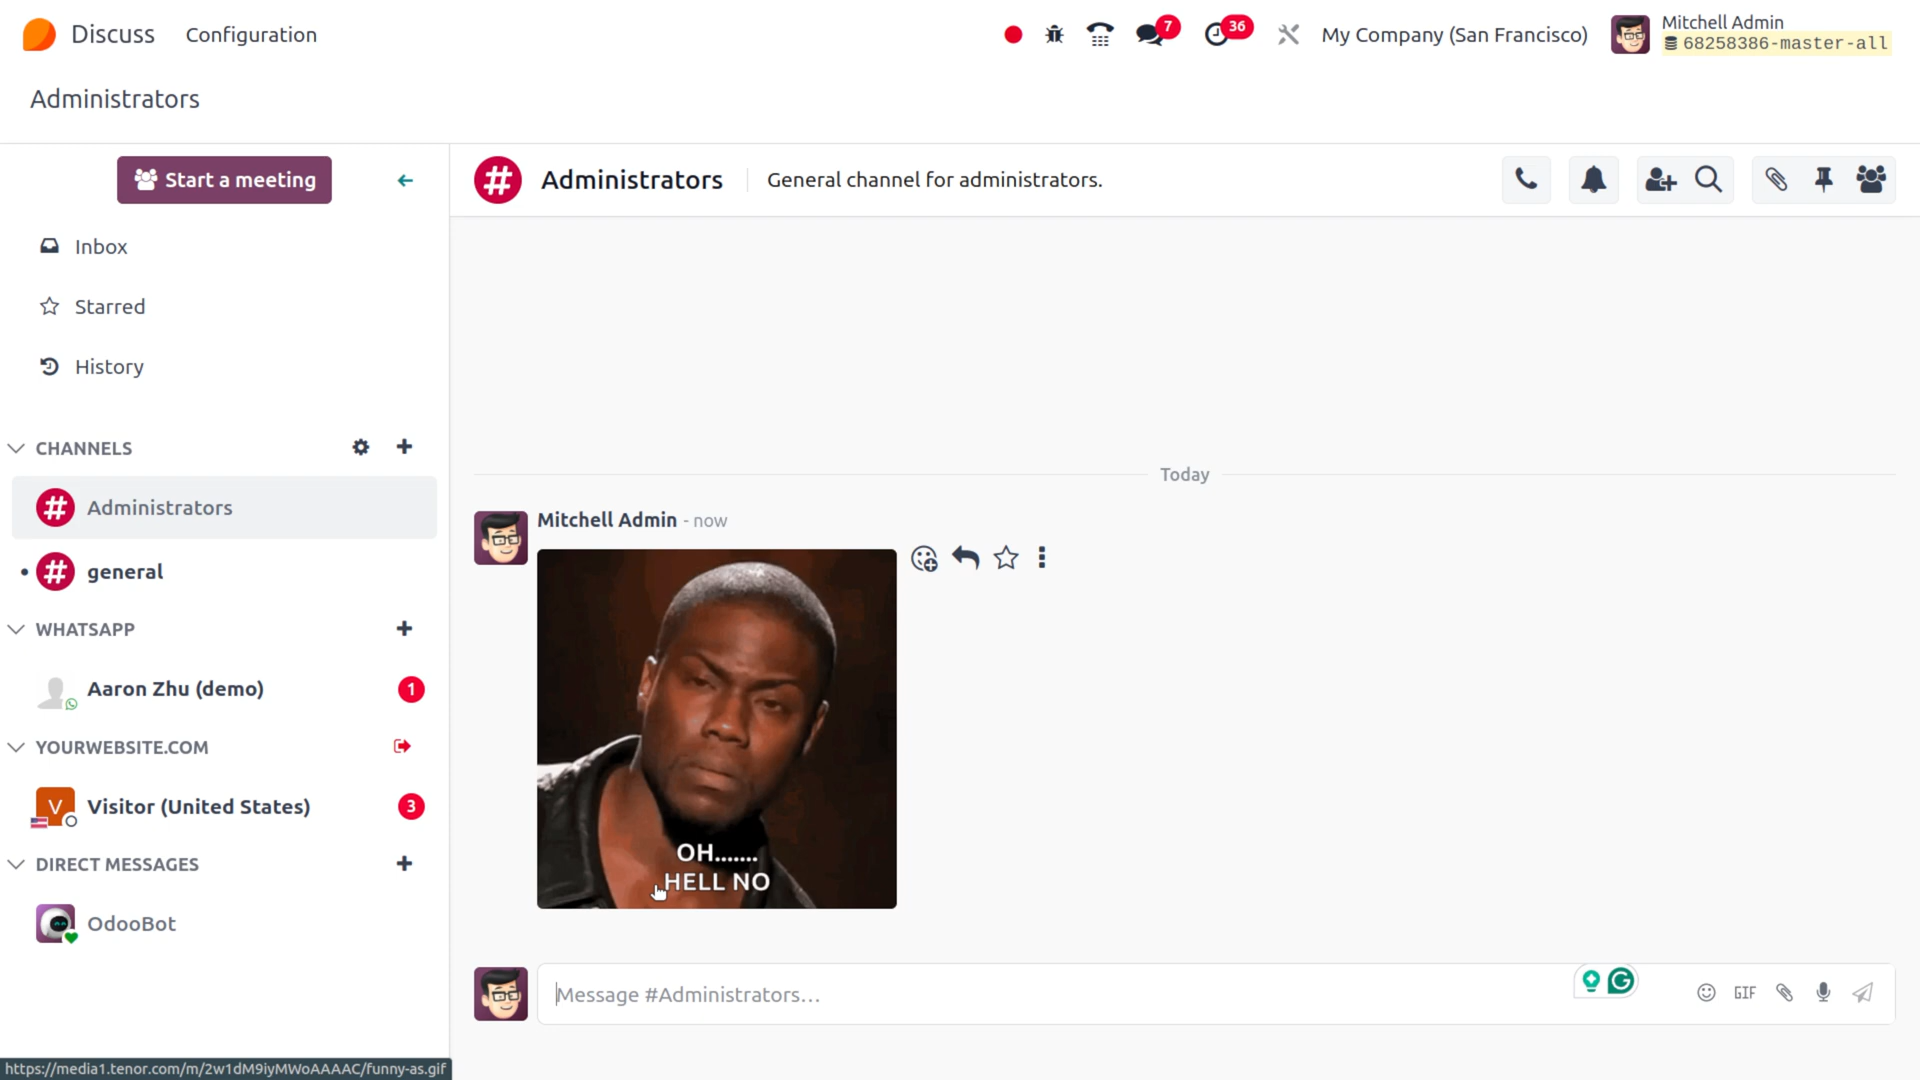 Discuss
Configuration
7
36
My Company (San Francisco)
Mitchell Admin
68258386-master-all
Administrators
Start a meeting
Administrators
General channel for administrators.
Inbox
Starred
History
CHANNELS
Administrators
general
WHATSAPP
Aaron Zhu (demo)
1
YOURWEBSITE.COM
V
Visitor (United States)
3
DIRECT MESSAGES
OdooBot
Today
Mitchell Admin - now
OH.......
HELL NO
Message #Administrators…
GIF
https://media1.tenor.com/m/2w1dM9iyMWoAAAAC/funny-as.gif